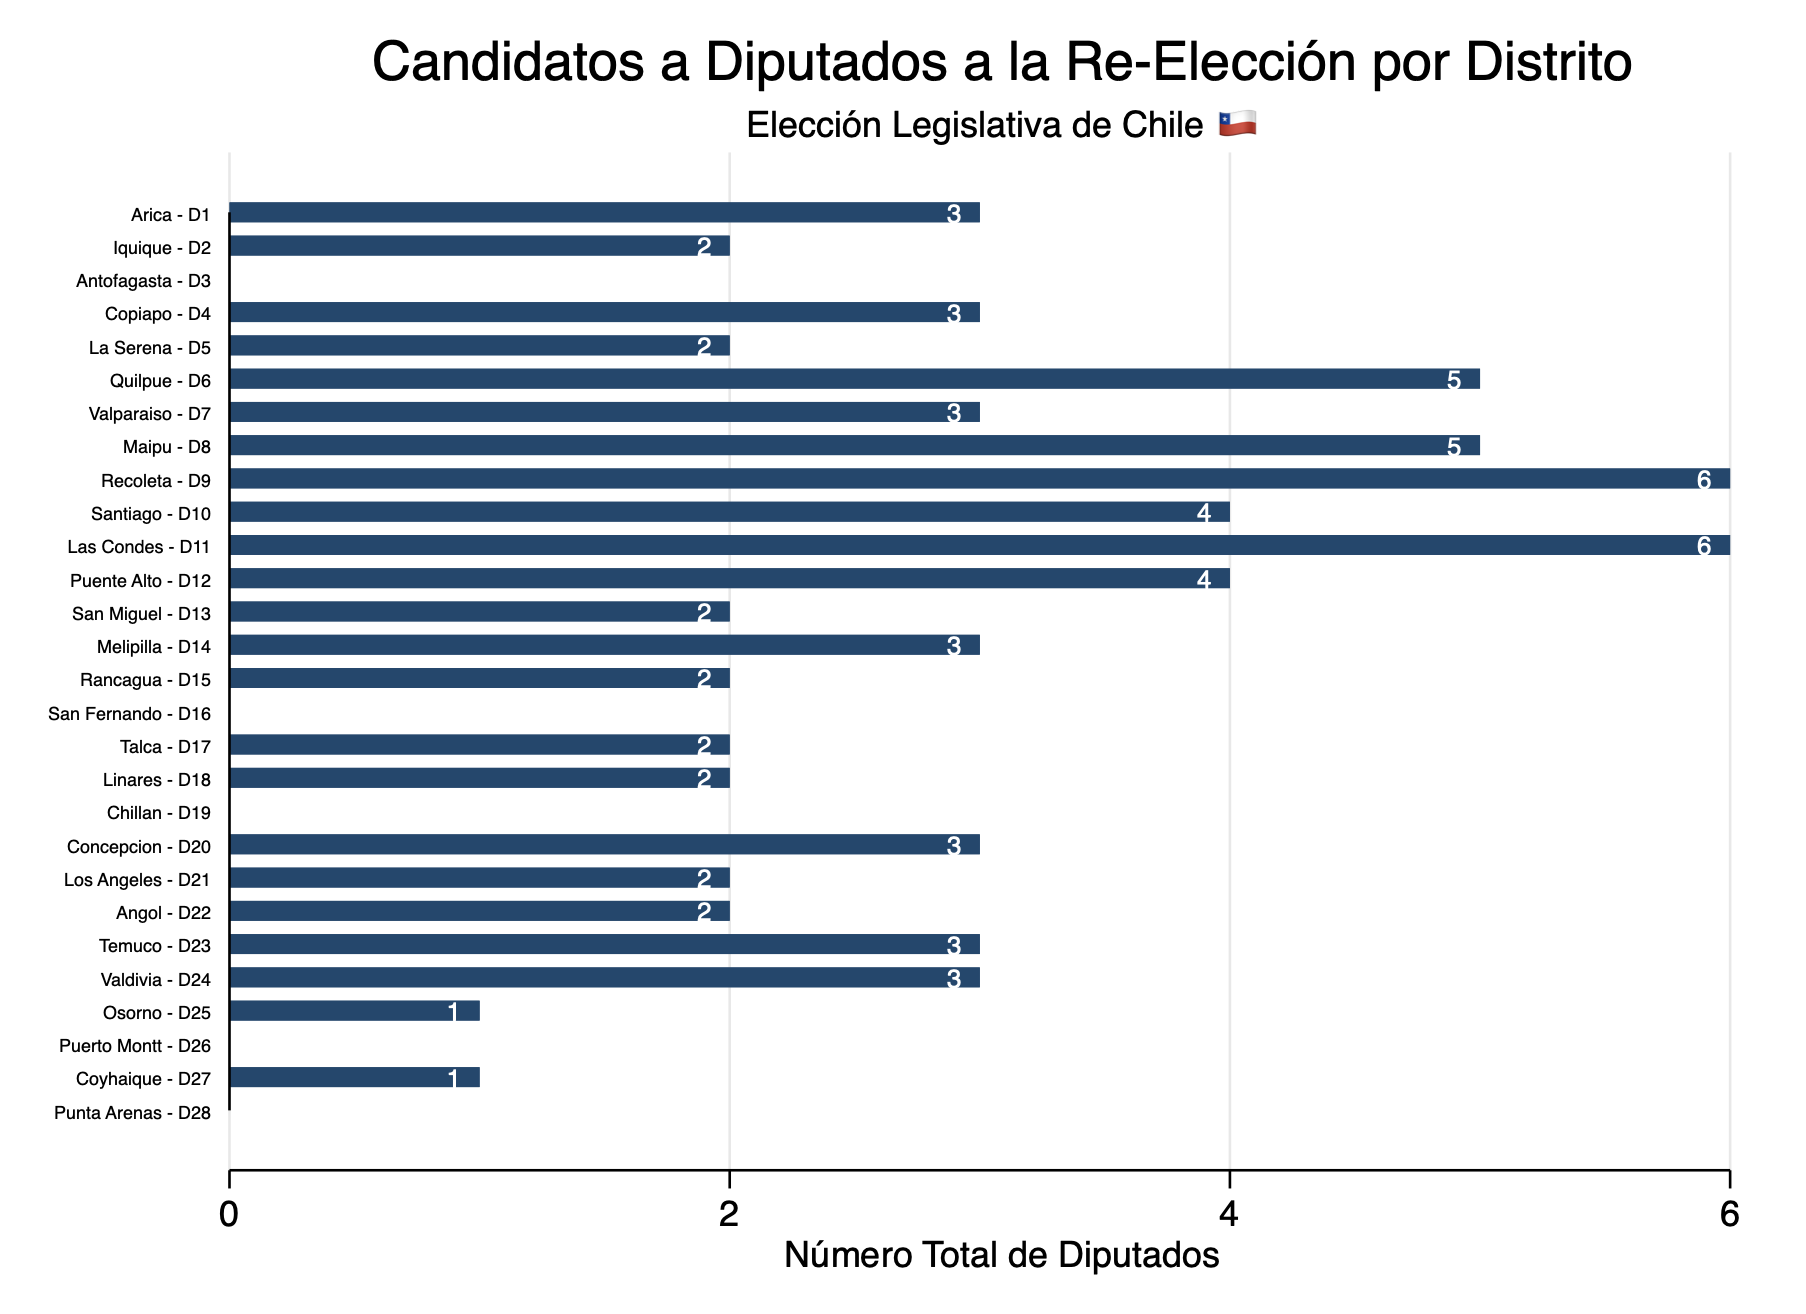 Candidatos a Diputados a la Re-Elección por Distrito
Elección Legislativa de Chile 🇨🇱
Arica - D1 3
Iquique - D2 2
Antofagasta - D3
Copiapo - D4 3
La Serena - D5 2
Quilpue - D6 5
Valparaiso - D7 3
Maipu - D8 5
Recoleta - D9 6
Santiago - D10 4
Las Condes - D11 6
Puente Alto - D12 4
San Miguel - D13 2
Melipilla - D14 3
Rancagua - D15 2
San Fernando - D16
Talca - D17 2
Linares - D18 2
Chillan - D19
Concepcion - D20 3
Los Angeles - D21 2
Angol - D22 2
Temuco - D23 3
Valdivia - D24 3
Osorno - D25 1
Puerto Montt - D26
Coyhaique - D27 1
Punta Arenas - D28
0 2 4 6
Número Total de Diputados